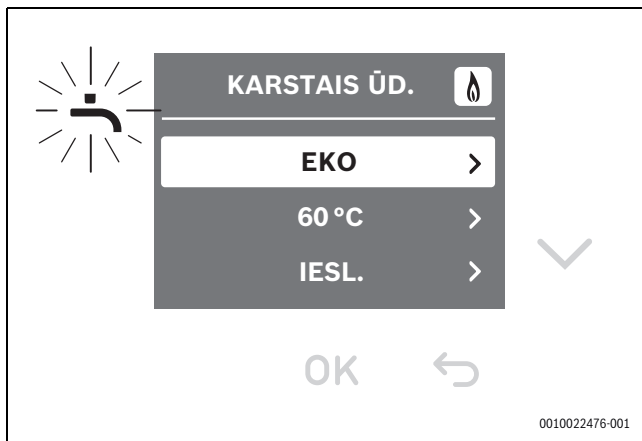 KARSTAIS ŪD.
EKO
60 °C
IESL.
OK
0010022476-001